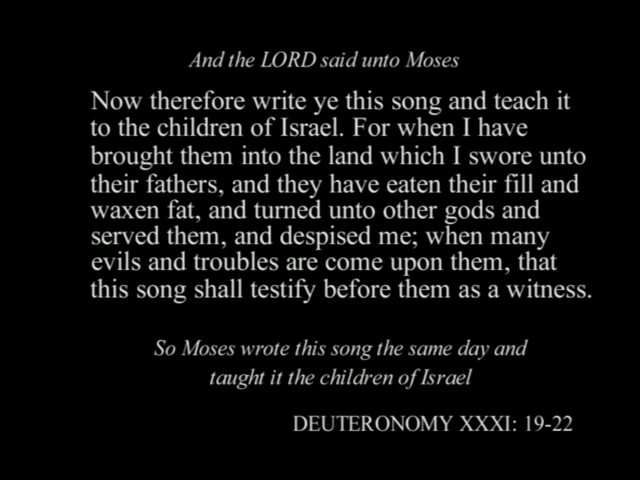 And the LORD said unto Moses
Now therefore write ye this song and teach it
to the children of Israel. For when I have
brought them into the land which I swore unto
their fathers, and they have eaten their fill and
waxen fat, and turned unto other gods and
served them, and despised me; when many
evils and troubles are come upon them, that
this song shall testify before them as a witness.
So Moses wrote this song the same day and
taught it the children of Israel
DEUTERONOMY XXXI: 19-22